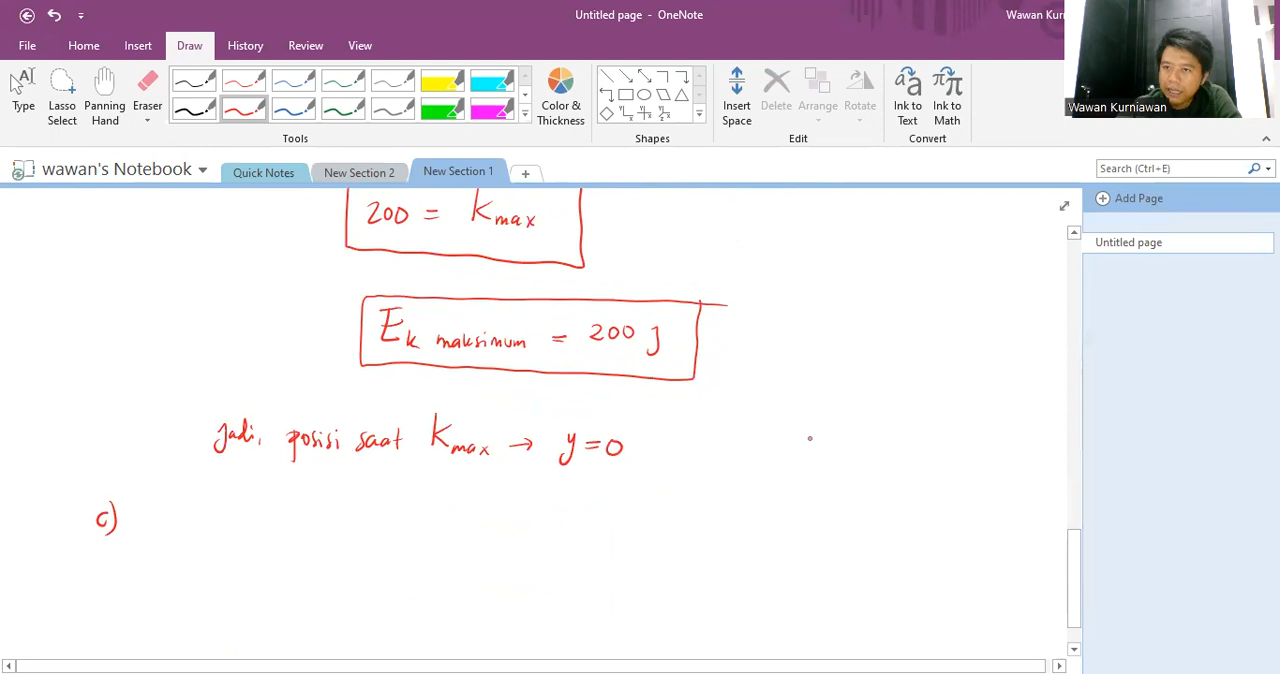 Untitled page - OneNote
Wawan Kurn
File Home Insert Draw History Review View
Type
Lasso Select
Panning Hand
Eraser
Color & Thickness
Insert Space
Delete
Arrange
Rotate
Ink to Text
Ink to Math
Tools
Shapes
Edit
Convert
Wawan Kurniawan
wawan's Notebook
Quick Notes
New Section 2
New Section 1
Search (Ctrl+E)
Add Page
Untitled page
200 = Kmax
Ek maksimum = 200 J
Jadi, posisi saat Kmax → y = 0
c)